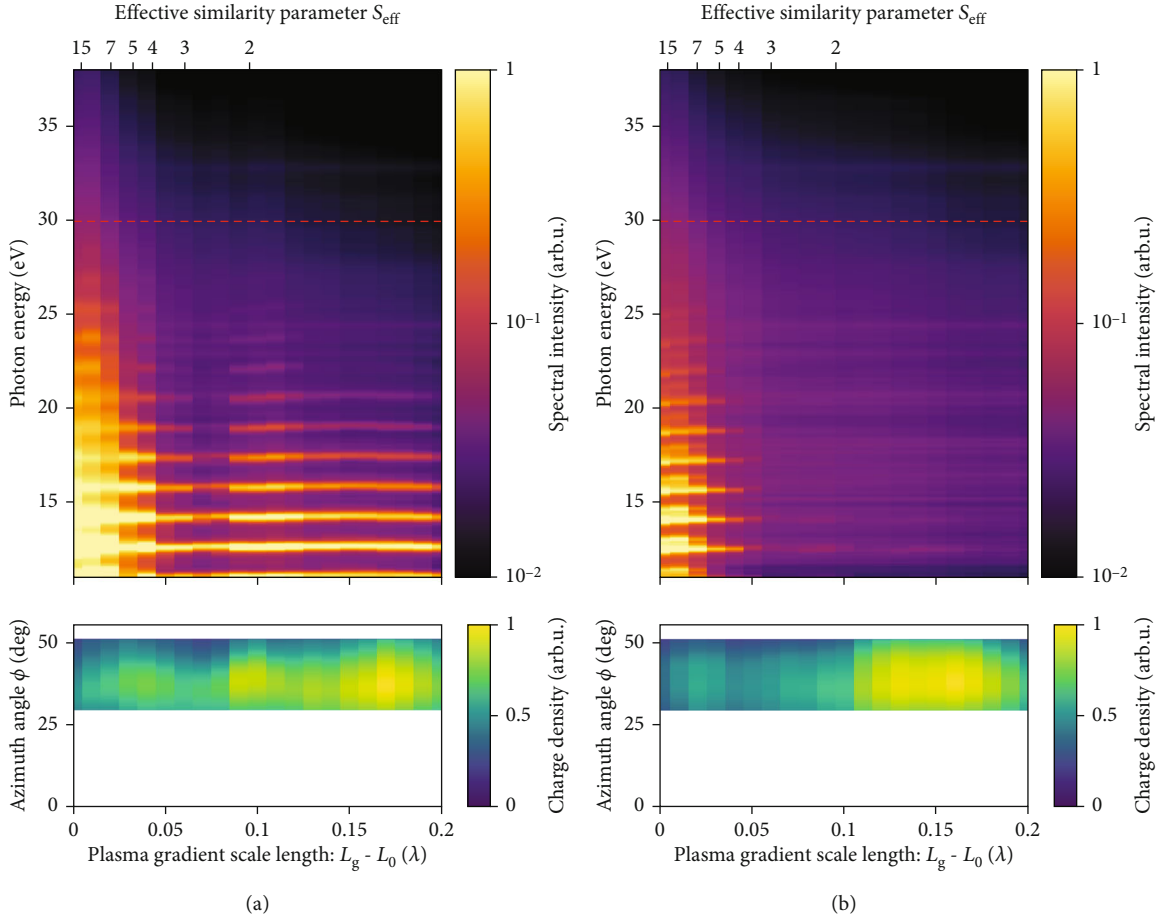 Effective similarity parameter S_eff
15 7 5 4 3 2
35
30
25
20
15
Photon energy (eV)
1
10⁻¹
10⁻²
Spectral intensity (arb.u.)
50
25
0
Azimuth angle ϕ (deg)
1
0.5
0
Charge density (arb.u.)
0 0.05 0.1 0.15 0.2
Plasma gradient scale length: L_g - L_0 (λ)
(a)
Effective similarity parameter S_eff
15 7 5 4 3 2
35
30
25
20
15
Photon energy (eV)
1
10⁻¹
10⁻²
Spectral intensity (arb.u.)
50
25
0
Azimuth angle ϕ (deg)
1
0.5
0
Charge density (arb.u.)
0 0.05 0.1 0.15 0.2
Plasma gradient scale length: L_g - L_0 (λ)
(b)